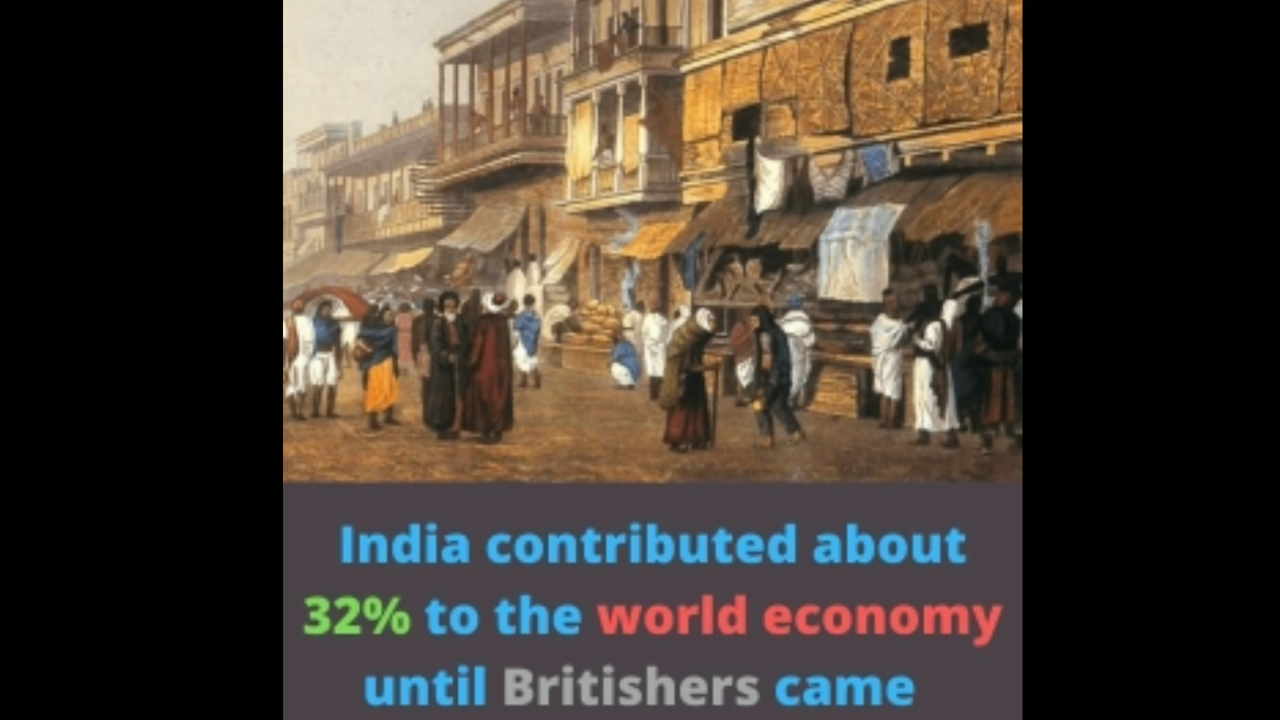 India contributed about
32% to the world economy
until Britishers came